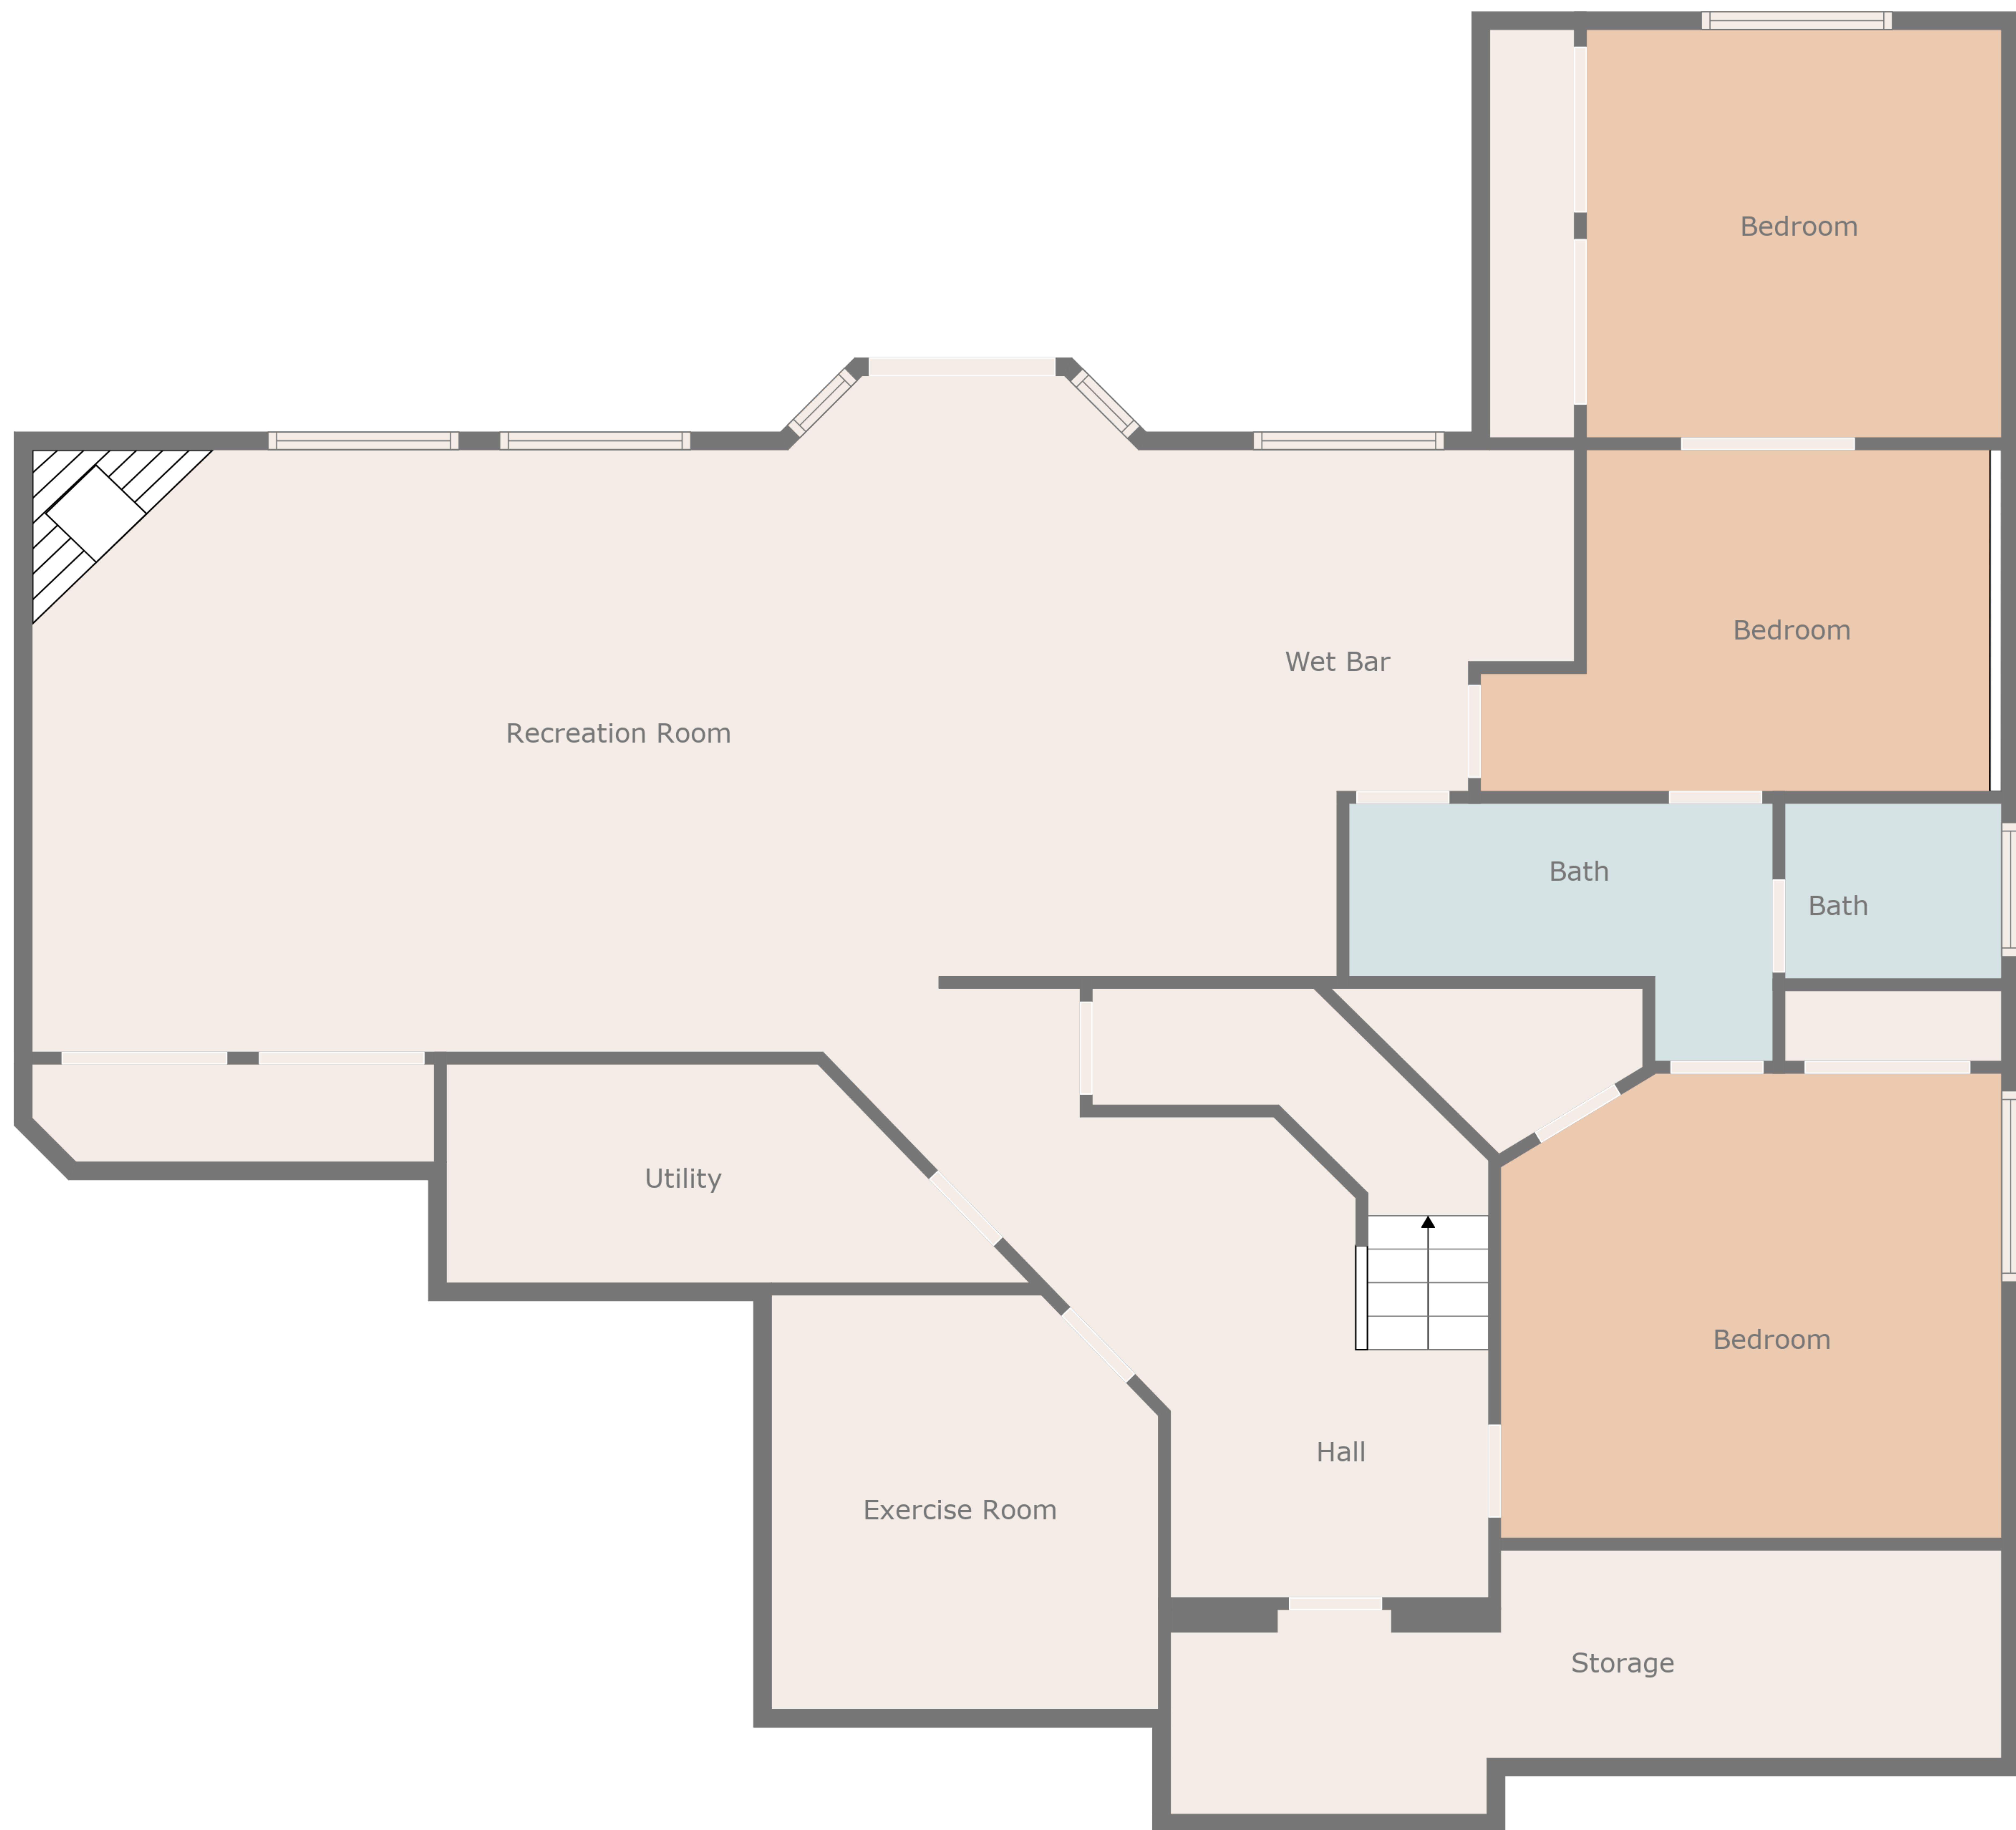 Bedroom
Bedroom
Wet Bar
Recreation Room
Bath
Bath
Utility
Bedroom
Hall
Exercise Room
Storage